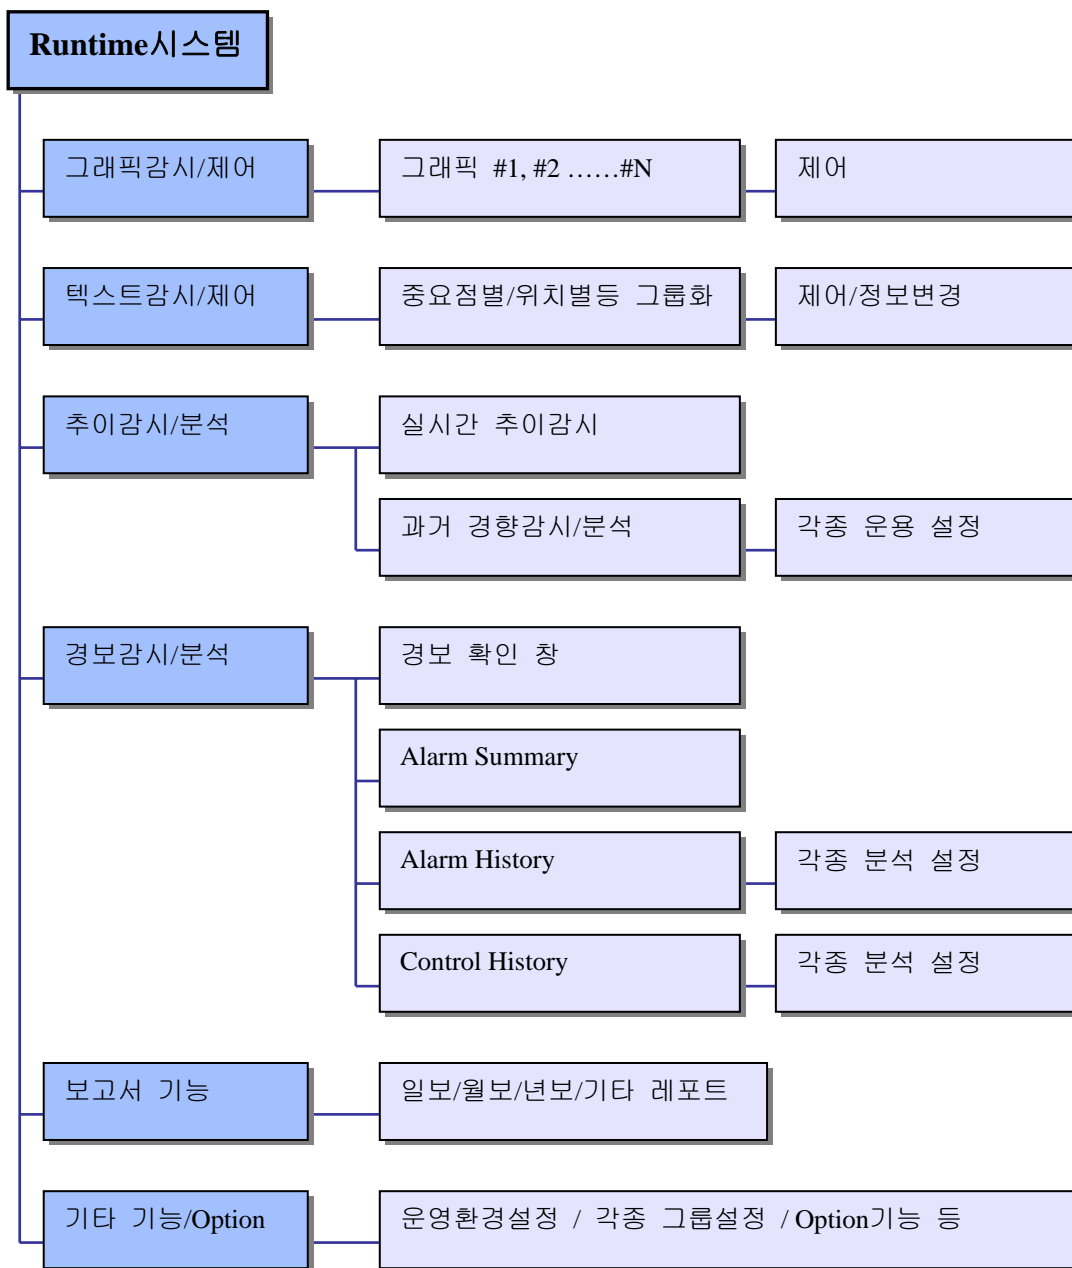 Runtime시스템
그래픽감시/제어
그래픽 #1, #2 ……#N
제어
텍스트감시/제어
중요점별/위치별등 그룹화
제어/정보변경
추이감시/분석
실시간 추이감시
과거 경향감시/분석
각종 운용 설정
경보감시/분석
경보 확인 창
Alarm Summary
Alarm History
각종 분석 설정
Control History
각종 분석 설정
보고서 기능
일보/월보/년보/기타 레포트
기타 기능/Option
운영환경설정 / 각종 그룹설정 / Option기능 등